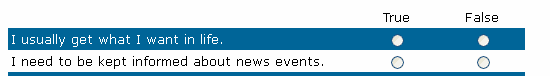 True False
I usually get what I want in life.
I need to be kept informed about news events.